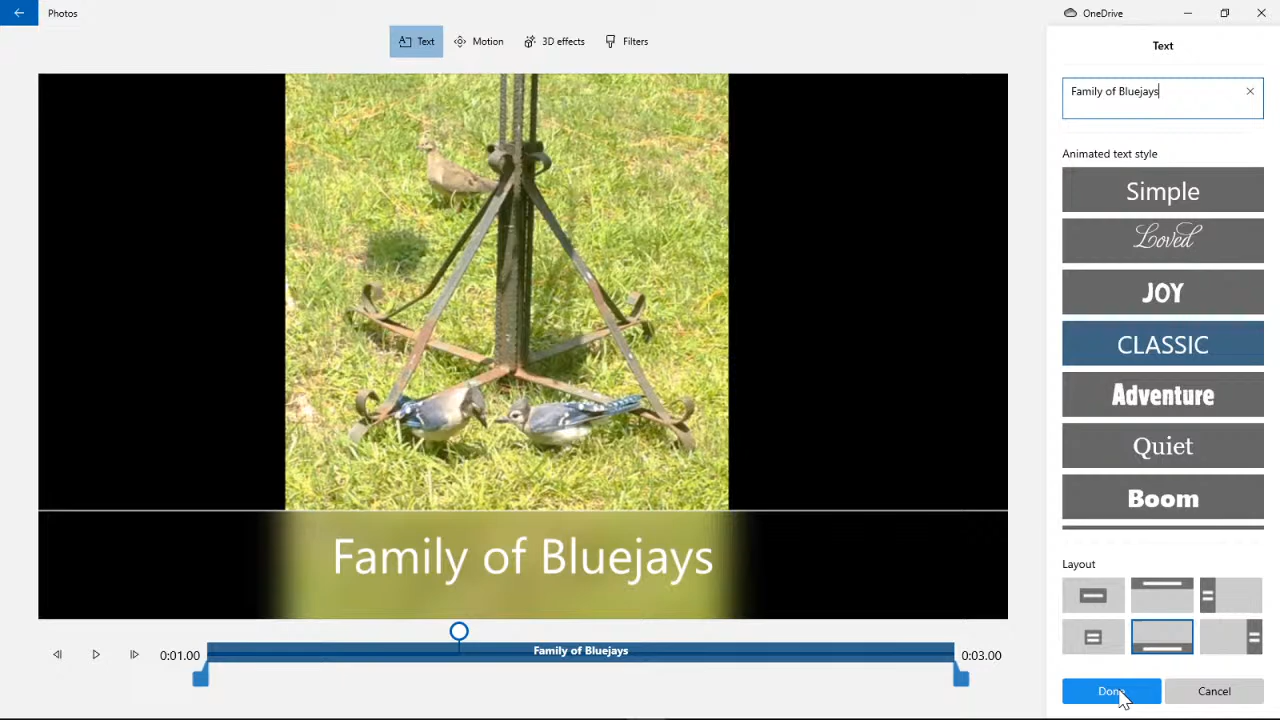 Photos
OneDrive
Text
Motion
3D effects
Filters
Text
Family of Bluejays
Animated text style
Simple
Loved
JOY
CLASSIC
Adventure
Quiet
Boom
Family of Bluejays
Layout
0:01.00
Family of Bluejays
0:03.00
Done
Cancel